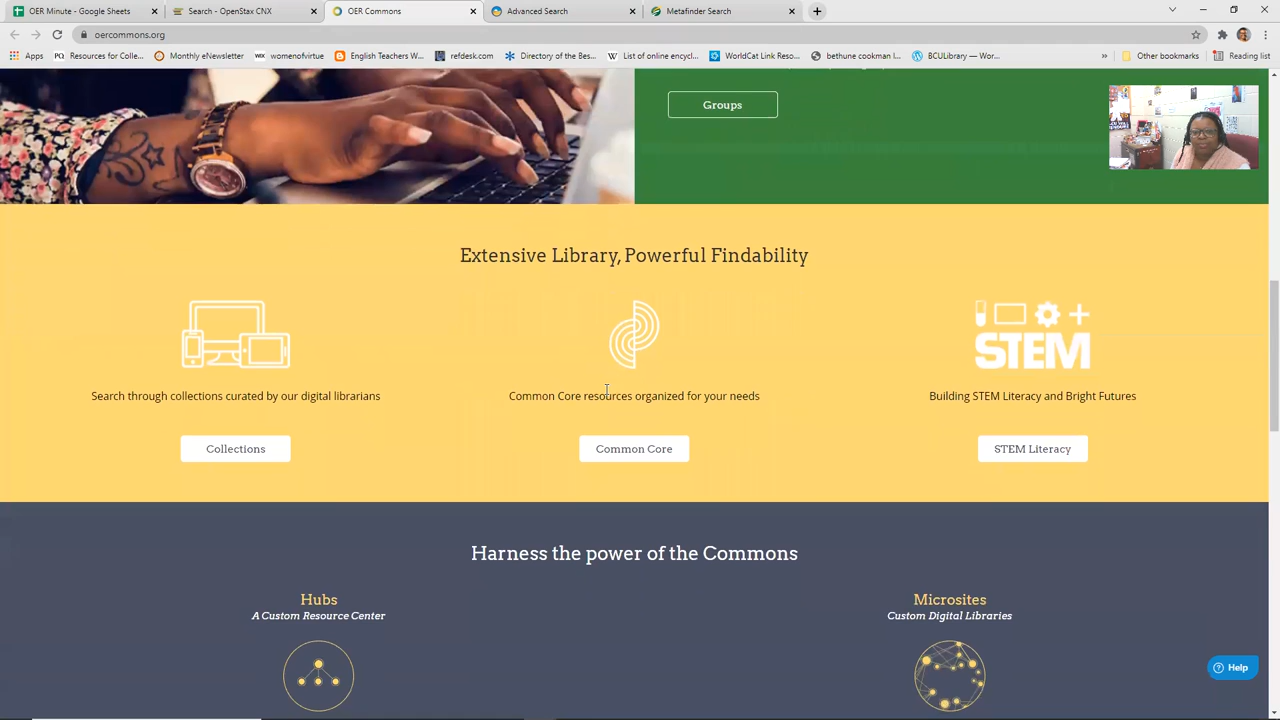 OER Minute - Google Sheets
Search - OpenStax CNX
OER Commons
Advanced Search
Metafinder Search
oercommons.org
Apps
Resources for Colle...
Monthly eNewsletter
womenofvirtue
English Teachers W...
refdesk.com
Directory of the Bes...
List of online encycl...
WorldCat Link Reso...
bethune cookman l...
BCULibrary — Wor...
Other bookmarks
Reading list
Groups
Extensive Library, Powerful Findability
STEM
Search through collections curated by our digital librarians
Common Core resources organized for your needs
Building STEM Literacy and Bright Futures
Collections
Common Core
STEM Literacy
Harness the power of the Commons
Hubs
A Custom Resource Center
Microsites
Custom Digital Libraries
Help